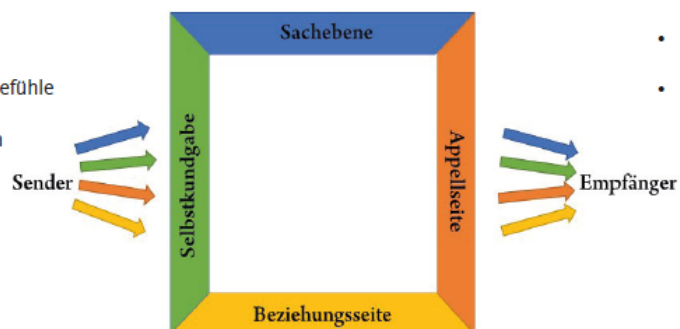 Sachebene
efühle
n
Sender
Selbstkundgabe
Appellseite
Empfänger
Beziehungsseite